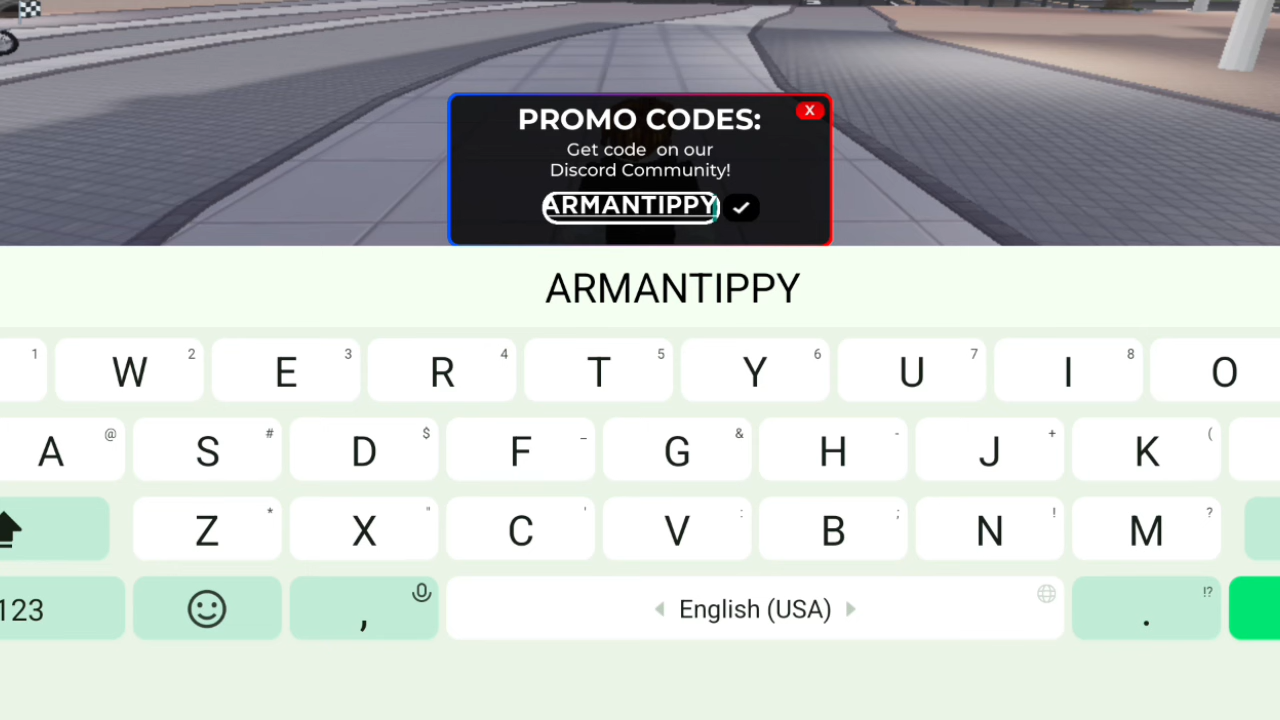 PROMO CODES:
X
Get code on our
Discord Community!
ARMANTIPPY
ARMANTIPPY
1 W 2 E 3 R 4 T 5 Y 6 U 7 I 8 O
A @ S # D $ F _ G & H - J + K (
Z * X " C ' V : B ; N ! M ?
123 , English (USA) . !?